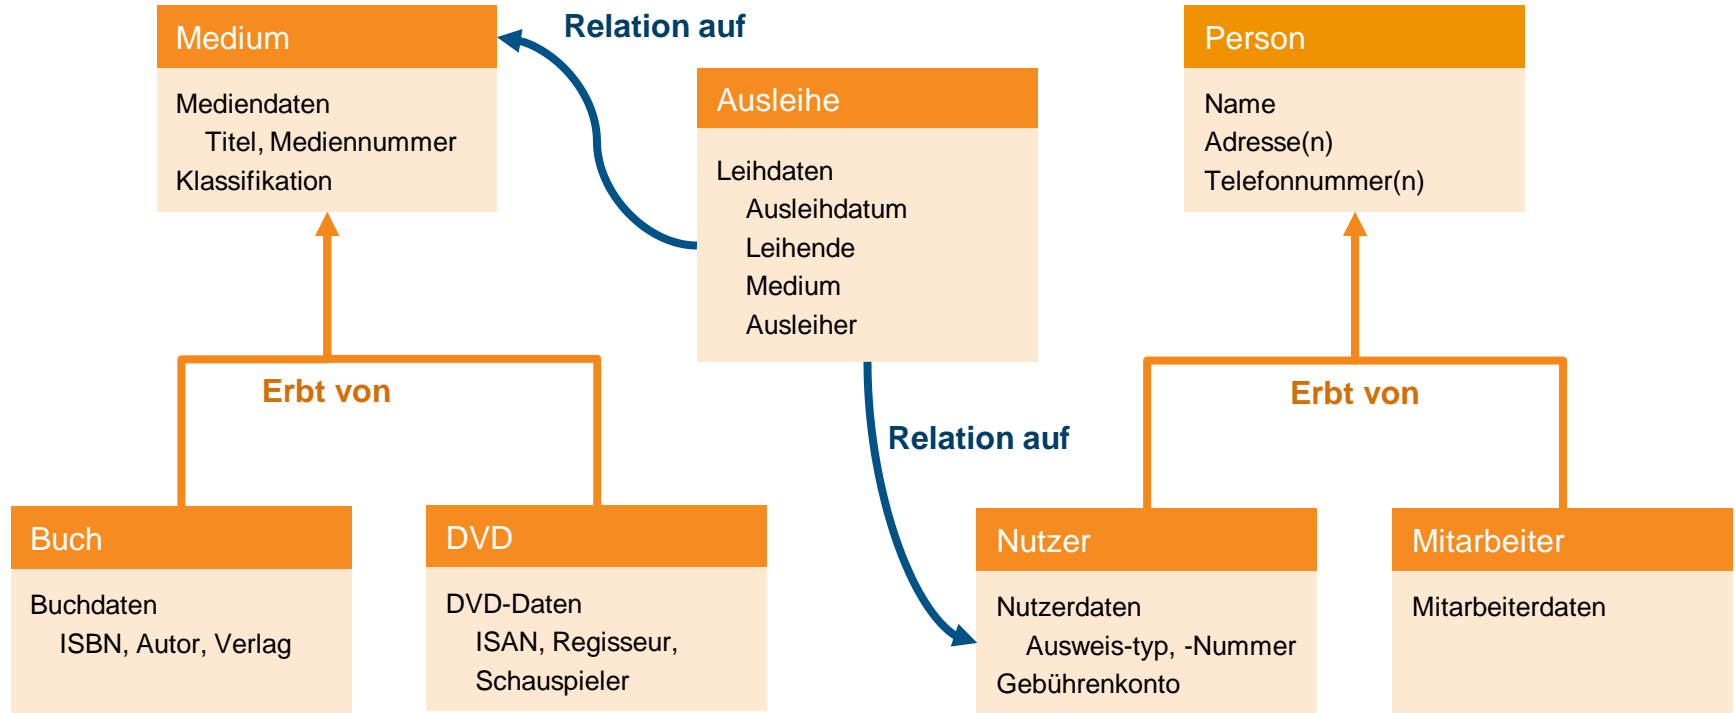 Medium
Mediendaten
Titel, Mediennummer
Klassifikation
Relation auf
Ausleihe
Leihdaten
Ausleihdatum
Leihende
Medium
Ausleiher
Person
Name
Adresse(n)
Telefonnummer(n)
Erbt von
Relation auf
Erbt von
Buch
Buchdaten
ISBN, Autor, Verlag
DVD
DVD-Daten
ISAN, Regisseur,
Schauspieler
Nutzer
Nutzerdaten
Ausweis-typ, -Nummer
Gebührenkonto
Mitarbeiter
Mitarbeiterdaten